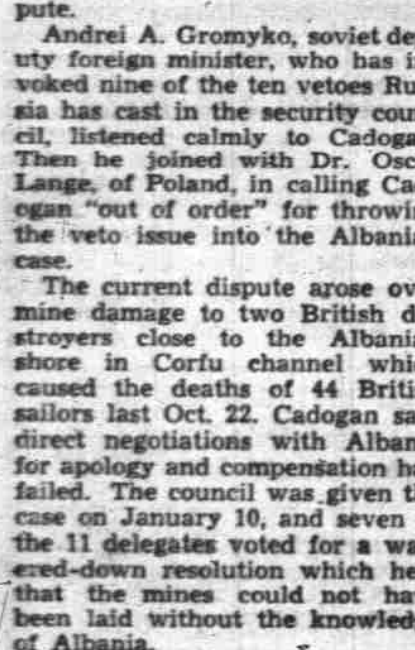 pute.
Andrei A. Gromyko, soviet de
uty foreign minister, who has i
voked nine of the ten vetoes Ru
sia has cast in the security cou
cil, listened calmly to Cadoga
Then he joined with Dr. Osc
Lange, of Poland, in calling Ca
ogan "out of order" for throwi
the veto issue into the Albania
case.
The current dispute arose ov
mine damage to two British d
stroyers close to the Albania
shore in Corfu channel whi
caused the deaths of 44 Briti
sailors last Oct. 22. Cadogan sa
direct negotiations with Alban
for apology and compensation h
failed. The council was given t
case on January 10, and seven
the 11 delegates voted for a wa
ered-down resolution which he
that the mines could not ha
been laid without the knowled
of Albania.